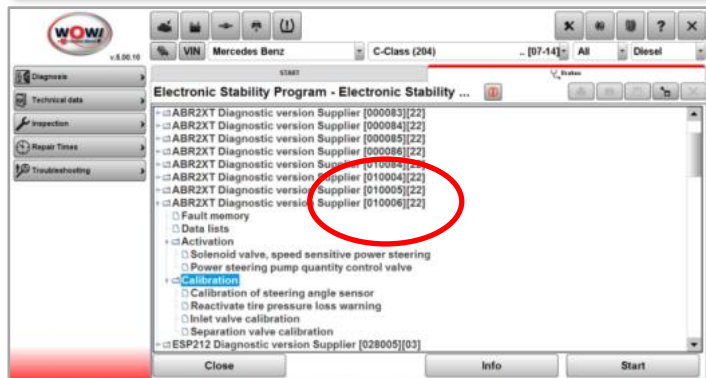 WOW!
v.5.00.10
VIN Mercedes Benz C-Class (204) .. [07-14] All Diesel
START Status
Diagnosis
Technical data
Inspection
Repair Times
Troubleshooting
Electronic Stability Program - Electronic Stability ...
ABR2XT Diagnostic version Supplier [000083][22]
ABR2XT Diagnostic version Supplier [000084][22]
ABR2XT Diagnostic version Supplier [000085][22]
ABR2XT Diagnostic version Supplier [000086][22]
ABR2XT Diagnostic version Supplier [010084][22]
ABR2XT Diagnostic version Supplier [010004][22]
ABR2XT Diagnostic version Supplier [010005][22]
ABR2XT Diagnostic version Supplier [010006][22]
Fault memory
Data lists
Activation
Solenoid valve, speed sensitive power steering
Power steering pump quantity control valve
Calibration
Calibration of steering angle sensor
Reactivate tire pressure loss warning
Inlet valve calibration
Separation valve calibration
ESP212 Diagnostic version Supplier [028005][03]
Close Info Start